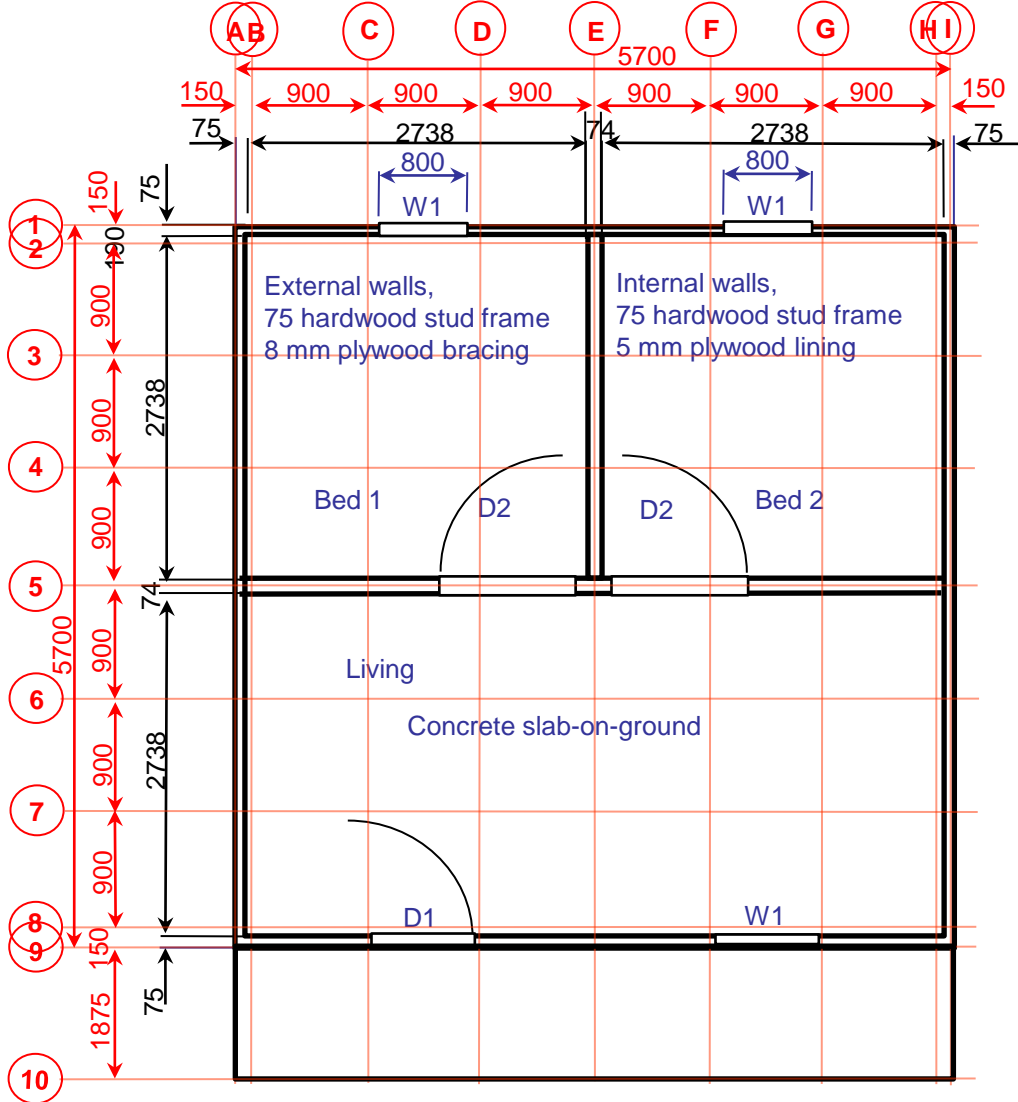 A B C D E F G H I
5700
150 900 900 900 900 900 900 150
75 2738 74 2738 75
800 800
W1 W1
150
75
1
190
2
External walls,
75 hardwood stud frame
8 mm plywood bracing
Internal walls,
75 hardwood stud frame
5 mm plywood lining
900
3
900
2738
4
Bed 1
D2
D2
Bed 2
900
5
74
5700
900
Living
6
Concrete slab-on-ground
900
2738
7
900
D1
W1
8
9
150
75
1875
10